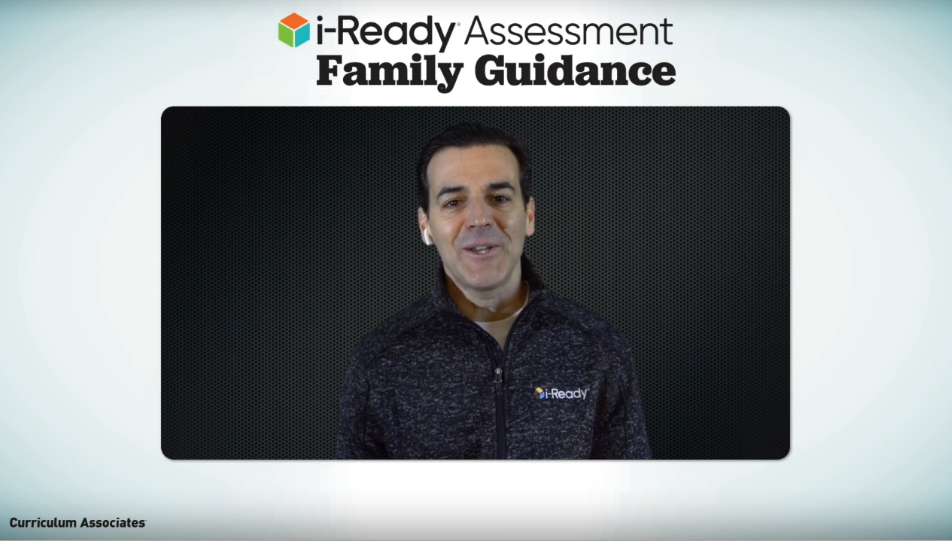 i-Ready Assessment
Family Guidance
i-Ready
Curriculum Associates